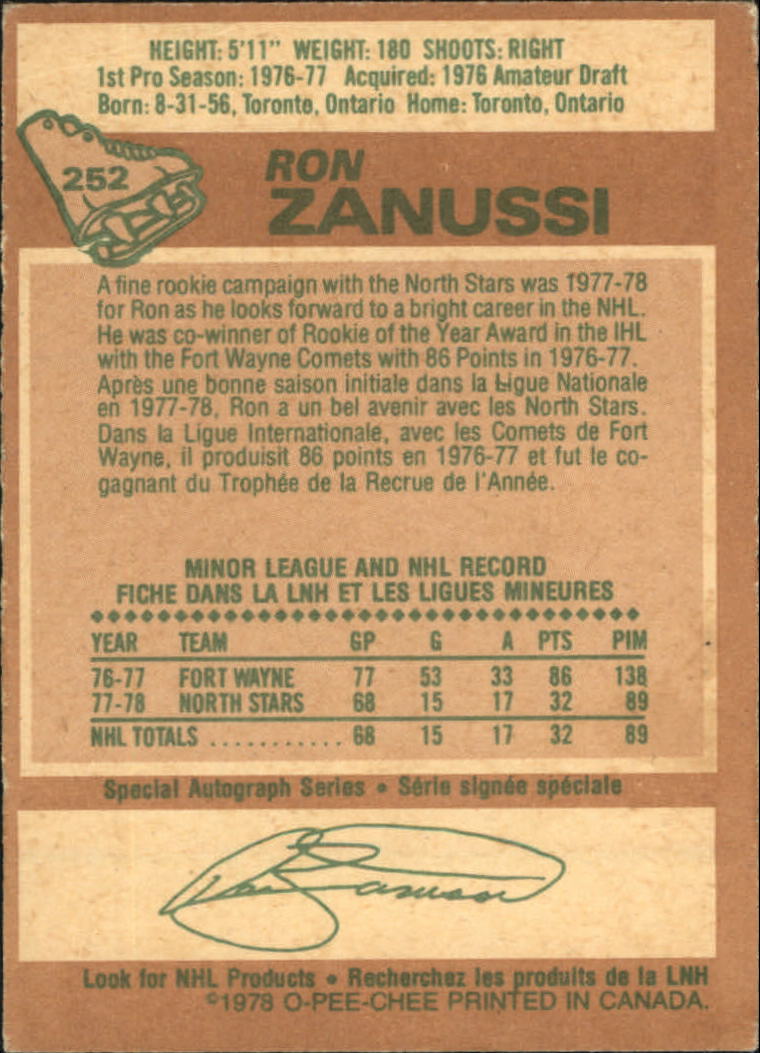 HEIGHT: 5'11" WEIGHT: 180 SHOOTS: RIGHT
1st Pro Season: 1976-77 Acquired: 1976 Amateur Draft
Born: 8-31-56, Toronto, Ontario Home: Toronto, Ontario
252
RON
ZANUSSI
A fine rookie campaign with the North Stars was 1977-78
for Ron as he looks forward to a bright career in the NHL.
He was co-winner of Rookie of the Year Award in the IHL
with the Fort Wayne Comets with 86 Points in 1976-77.
Après une bonne saison initiale dans la Ligue Nationale
en 1977-78, Ron a un bel avenir avec les North Stars.
Dans la Ligue Internationale, avec les Comets de Fort
Wayne, il produisit 86 points en 1976-77 et fut le co-
gagnant du Trophée de la Recrue de l'Année.
MINOR LEAGUE AND NHL RECORD
FICHE DANS LA LNH ET LES LIGUES MINEURES
YEAR TEAM GP G A PTS PIM
76-77 FORT WAYNE 77 53 33 86 138
77-78 NORTH STARS 68 15 17 32 89
NHL TOTALS ........... 68 15 17 32 89
Special Autograph Series • Série signée spéciale
Ron Zanussi
Look for NHL Products • Recherchez les produits de la LNH
©1978 O-PEE-CHEE PRINTED IN CANADA.